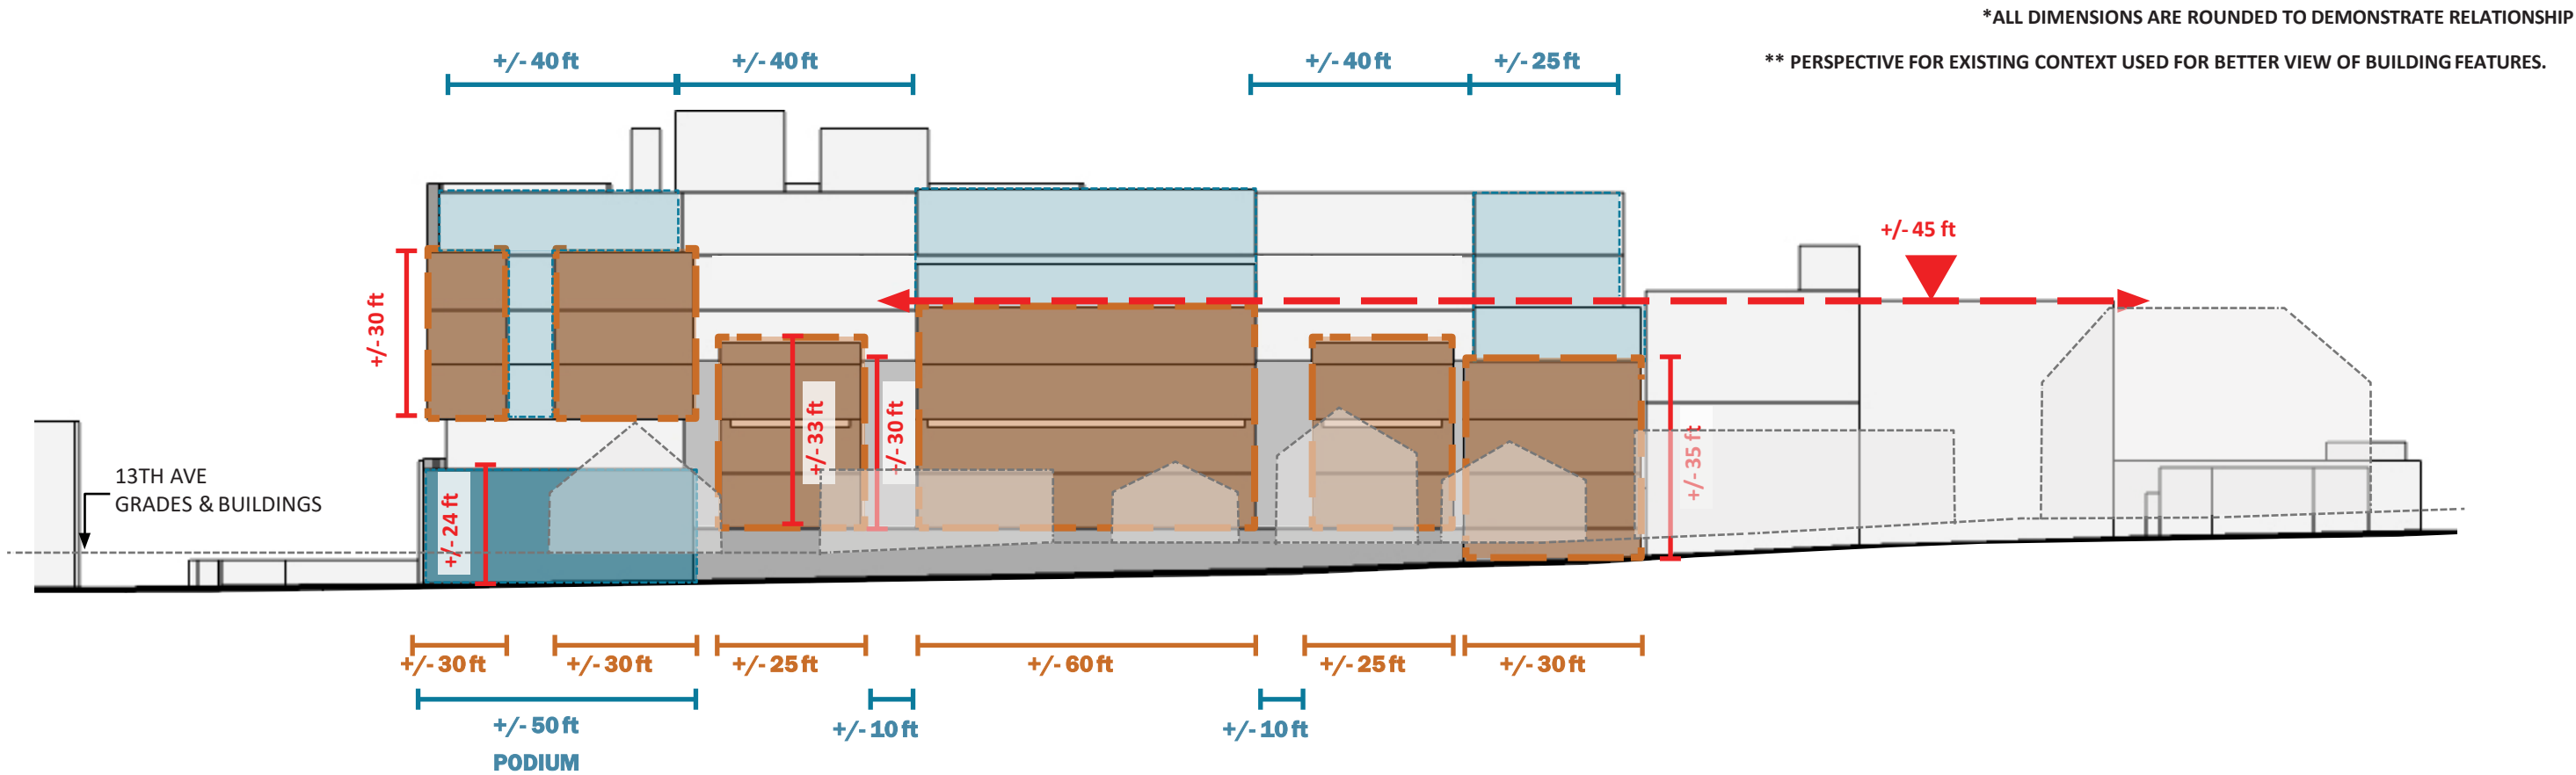 *ALL DIMENSIONS ARE ROUNDED TO DEMONSTRATE RELATIONSHIP
** PERSPECTIVE FOR EXISTING CONTEXT USED FOR BETTER VIEW OF BUILDING FEATURES.
+/- 40 ft
+/- 40 ft
+/- 40 ft
+/- 25 ft
+/- 45 ft
+/- 30 ft
+/- 33 ft
+/- 30 ft
+/- 35 ft
+/- 24 ft
13TH AVE
GRADES & BUILDINGS
+/- 30 ft
+/- 30 ft
+/- 25 ft
+/- 60 ft
+/- 25 ft
+/- 30 ft
+/- 50 ft
PODIUM
+/- 10 ft
+/- 10 ft